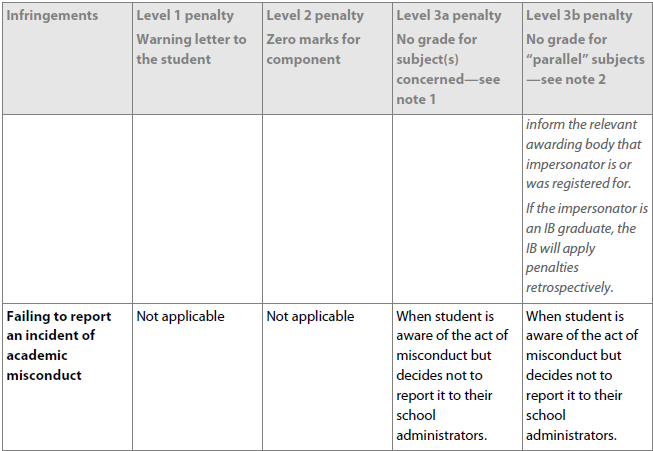 Infringements
Level 1 penalty
Warning letter to
the student
Level 2 penalty
Zero marks for
component
Level 3a penalty
No grade for
subject(s)
concerned—see
note 1
Level 3b penalty
No grade for
“parallel” subjects
—see note 2
inform the relevant
awarding body that
impersonator is or
was registered for.
If the impersonator is
an IB graduate, the
IB will apply
penalties
retrospectively.
Failing to report
an incident of
academic
misconduct
Not applicable
Not applicable
When student is
aware of the act of
misconduct but
decides not to
report it to their
school
administrators.
When student is
aware of the act of
misconduct but
decides not to
report it to their
school
administrators.